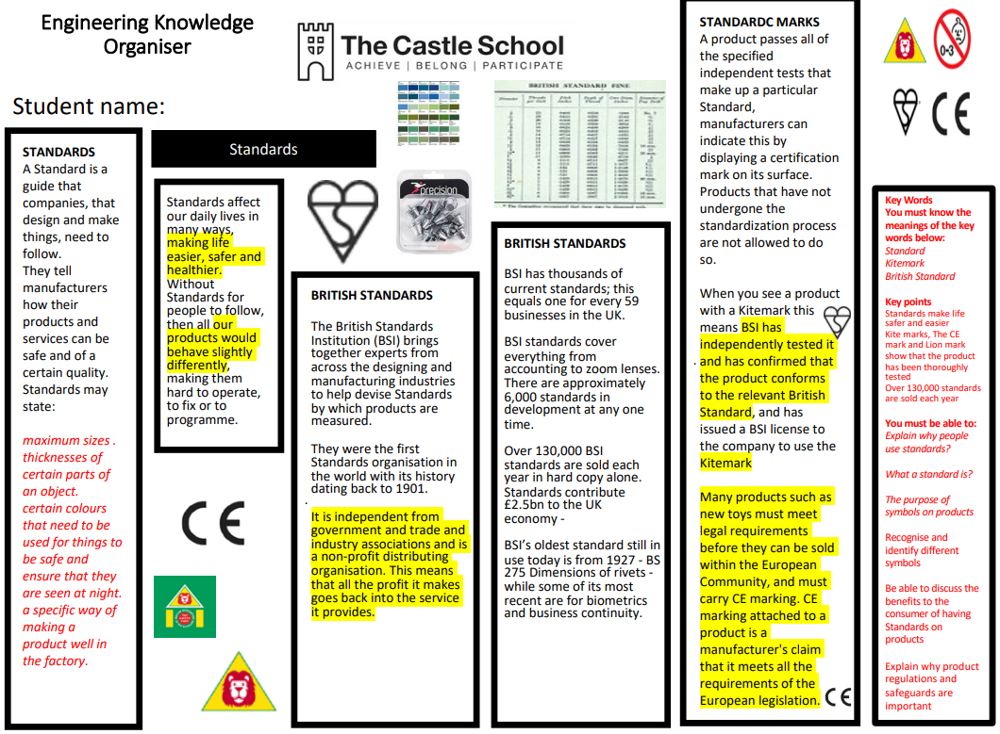 Engineering Knowledge
Organiser
The Castle School
ACHIEVE | BELONG | PARTICIPATE
Student name:
STANDARDS
A Standard is a
guide that
companies, that
design and make
things, need to
follow.
They tell
manufacturers
how their
products and
services can be
safe and of a
certain quality.
Standards may
state:
maximum sizes .
thicknesses of
certain parts of
an object.
certain colours
that need to be
used for things to
be safe and
ensure that they
are seen at night.
a specific way of
making a
product well in
the factory.
Standards
Standards affect
our daily lives in
many ways,
making life
easier, safer and
healthier.
Without
Standards for
people to follow,
then all our
products would
behave slightly
differently,
making them
hard to operate,
to fix or to
programme.
CE
precision
BRITISH STANDARDS
The British Standards
Institution (BSI) brings
together experts from
across the designing and
manufacturing industries
to help devise Standards
by which products are
measured.
They were the first
Standards organisation in
the world with its history
dating back to 1901.
.
It is independent from
government and trade and
industry associations and is
a non-profit distributing
organisation. This means
that all the profit it makes
goes back into the service
it provides.
BRITISH STANDARD FINE
BRITISH STANDARDS
BSI has thousands of
current standards; this
equals one for every 59
businesses in the UK.
BSI standards cover
everything from
accounting to zoom lenses.
There are approximately
6,000 standards in
development at any one
time.
Over 130,000 BSI
standards are sold each
year in hard copy alone.
Standards contribute
£2.5bn to the UK
economy -
BSI’s oldest standard still in
use today is from 1927 - BS
275 Dimensions of rivets -
while some of its most
recent are for biometrics
and business continuity.
STANDARDC MARKS
A product passes all of
the specified
independent tests that
make up a particular
Standard,
manufacturers can
indicate this by
displaying a certification
mark on its surface.
Products that have not
undergone the
standardization process
are not allowed to do
so.
When you see a product
with a Kitemark this
means BSI has
independently tested it
. and has confirmed that
the product conforms
to the relevant British
Standard, and has
issued a BSI license to
the company to use the
Kitemark
Many products such as
new toys must meet
legal requirements
before they can be sold
within the European
Community, and must
carry CE marking. CE
marking attached to a
product is a
manufacturer's claim
that it meets all the
requirements of the
European legislation.
CE
0-3
CE
Key Words
You must know the
meanings of the key
words below:
Standard
Kitemark
British Standard
Key points
Standards make life
safer and easier
Kite marks, The CE
mark and Lion mark
show that the product
has been thoroughly
tested
Over 130,000 standards
are sold each year
You must be able to:
Explain why people
use standards?
What a standard is?
The purpose of
symbols on products
Recognise and
identify different
symbols
Be able to discuss the
benefits to the
consumer of having
Standards on
products
Explain why product
regulations and
safeguards are
important